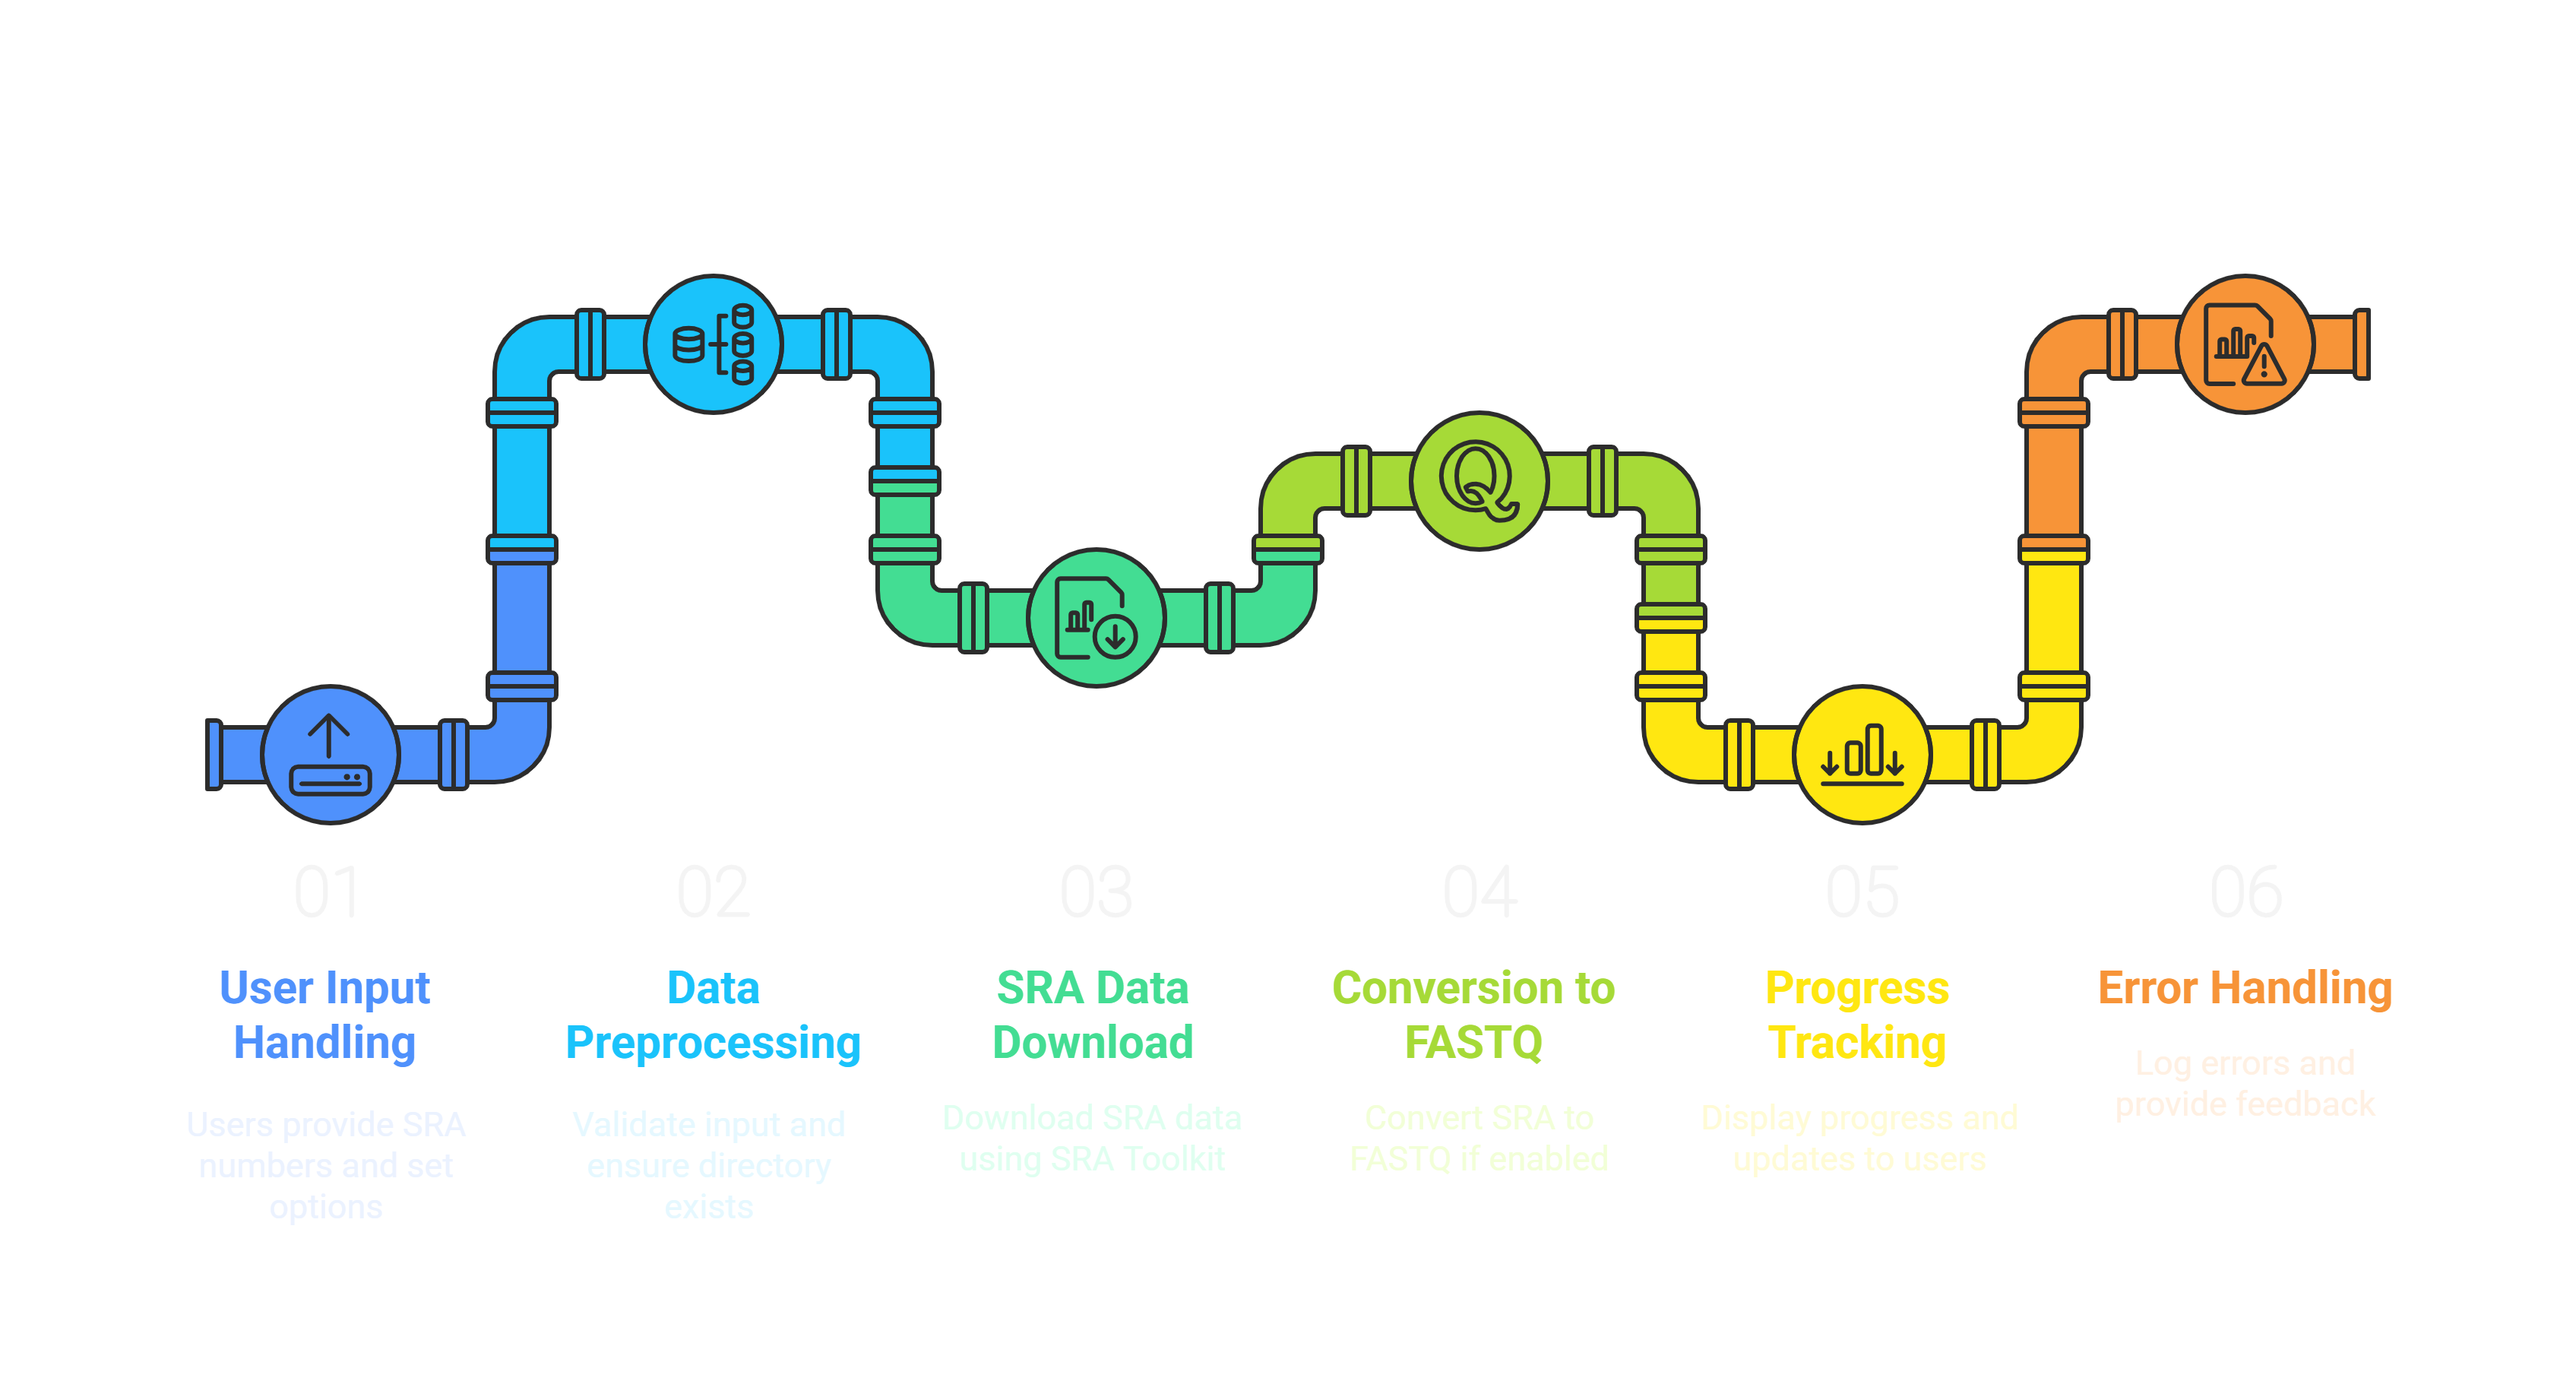 01
User Input
Handling
Users provide SRA
numbers and set
options
02
Data
Preprocessing
Validate input and
ensure directory
exists
03
SRA Data
Download
Download SRA data
using SRA Toolkit
04
Conversion to
FASTQ
Convert SRA to
FASTQ if enabled
05
Progress
Tracking
Display progress and
updates to users
06
Error Handling
Log errors and
provide feedback
Q